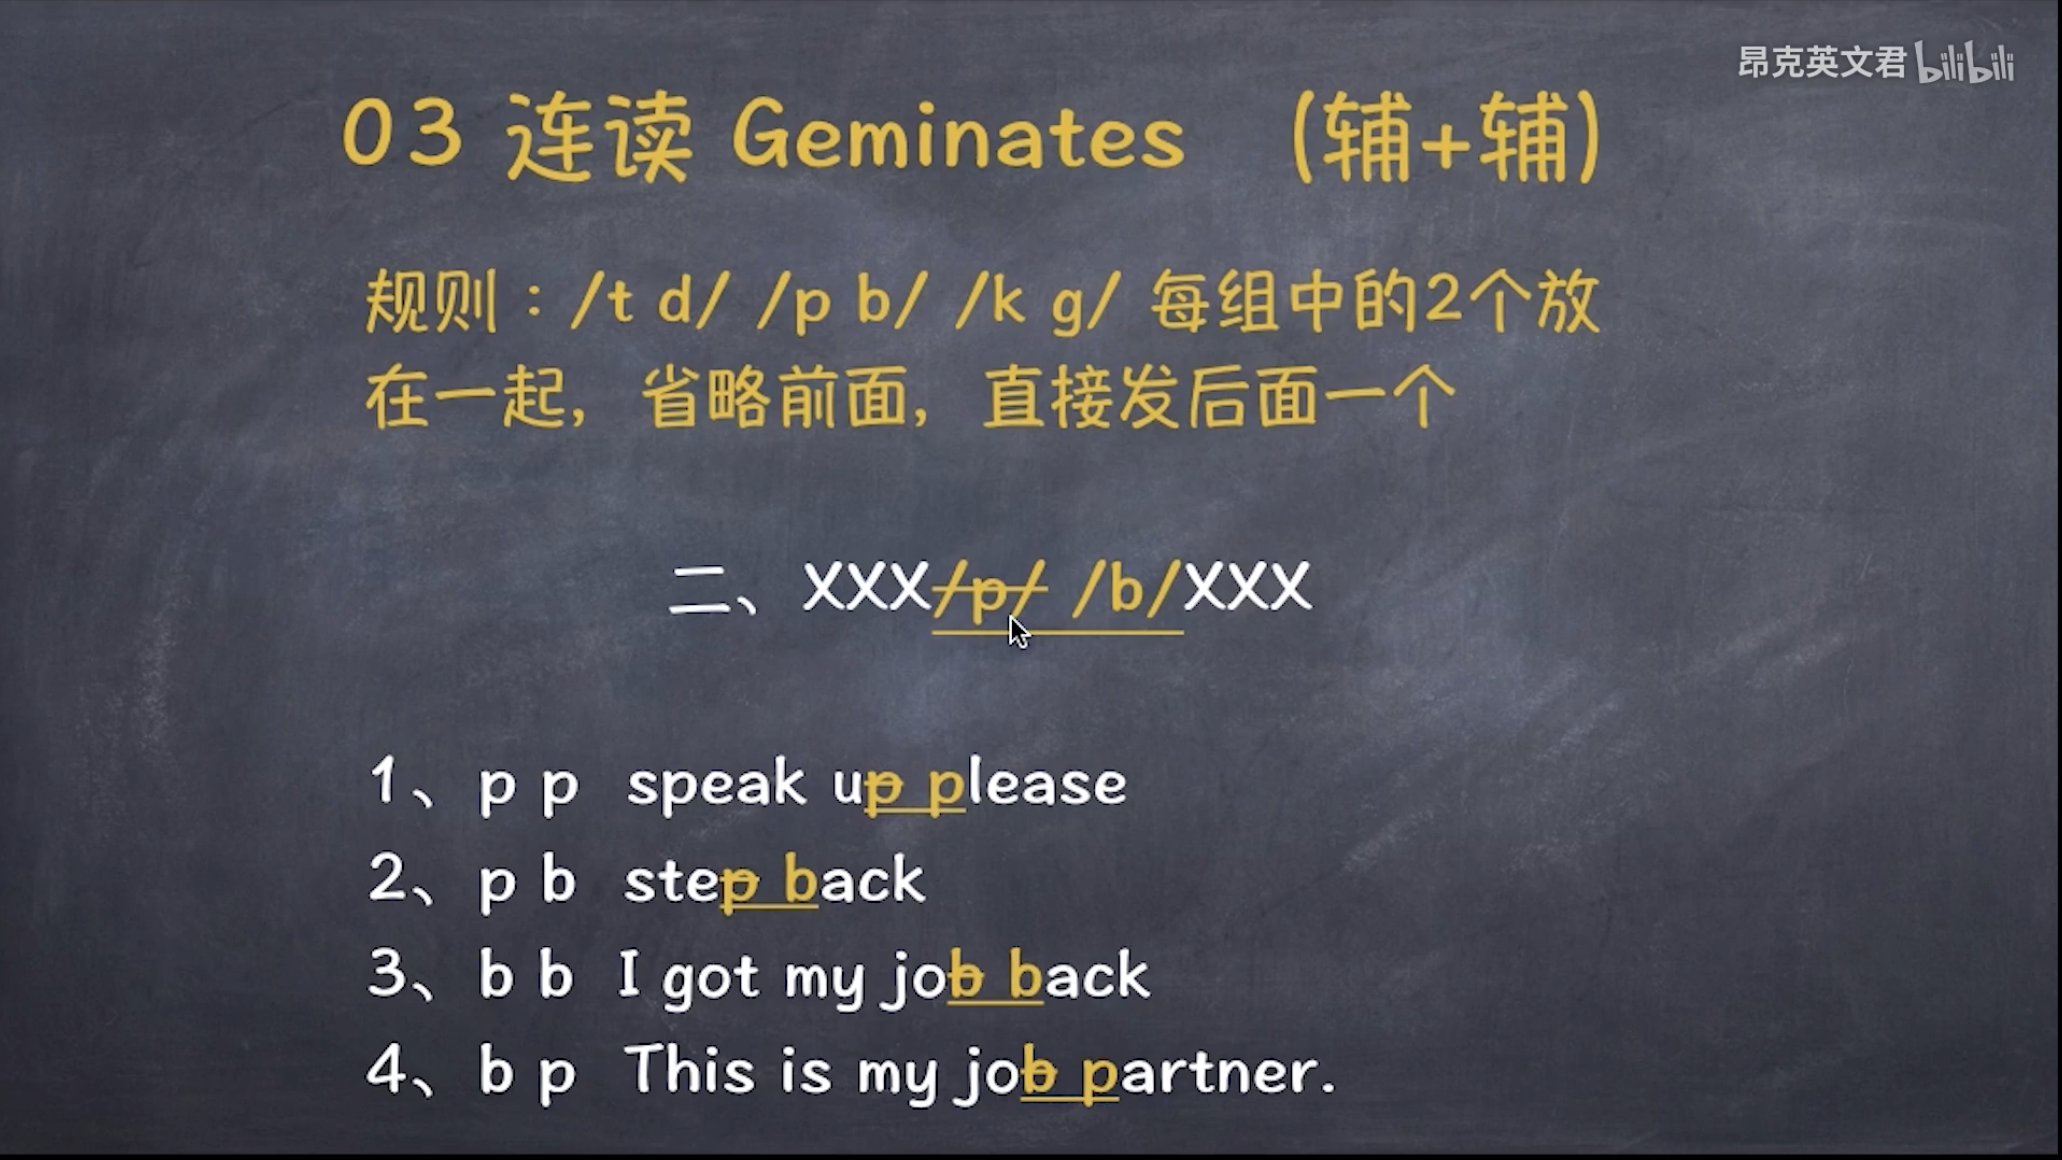 昂克英文君 bilibili
03 连读 Geminates (辅+辅)
规则：/t d/ /p b/ /k g/ 每组中的2个放
在一起，省略前面，直接发后面一个
二、XXX/p/ /b/XXX
1、p p speak up please
2、p b step back
3、b b I got my job back
4、b p This is my job partner.